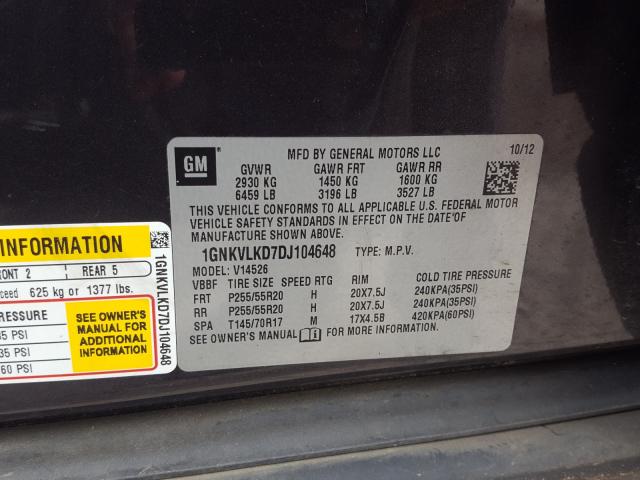 GM
MFD BY GENERAL MOTORS LLC
10/12
GVWR GAWR FRT GAWR RR
2930 KG 1450 KG 1600 KG
6459 LB 3196 LB 3527 LB
THIS VEHICLE CONFORMS TO ALL APPLICABLE U.S. FEDERAL MOTOR
VEHICLE SAFETY STANDARDS IN EFFECT ON THE DATE OF
MANUFACTURE SHOWN ABOVE.
1GNKVLKD7DJ104648 TYPE: M.P.V.
MODEL: V14526
VBBF TIRE SIZE SPEED RTG RIM COLD TIRE PRESSURE
FRT P255/55R20 H 20X7.5J 240KPA(35PSI)
RR P255/55R20 H 20X7.5J 240KPA(35PSI)
SPA T145/70R17 M 17X4.5B 420KPA(60PSI)
SEE OWNER'S MANUAL FOR MORE INFORMATION.
INFORMATION
RONT 2 REAR 5
xceed 625 kg or 1377 lbs.
PRESSURE
35 PSI
35 PSI
60 PSI
SEE OWNER'S
MANUAL FOR
ADDITIONAL
INFORMATION
1GNKVLKD7DJ104648